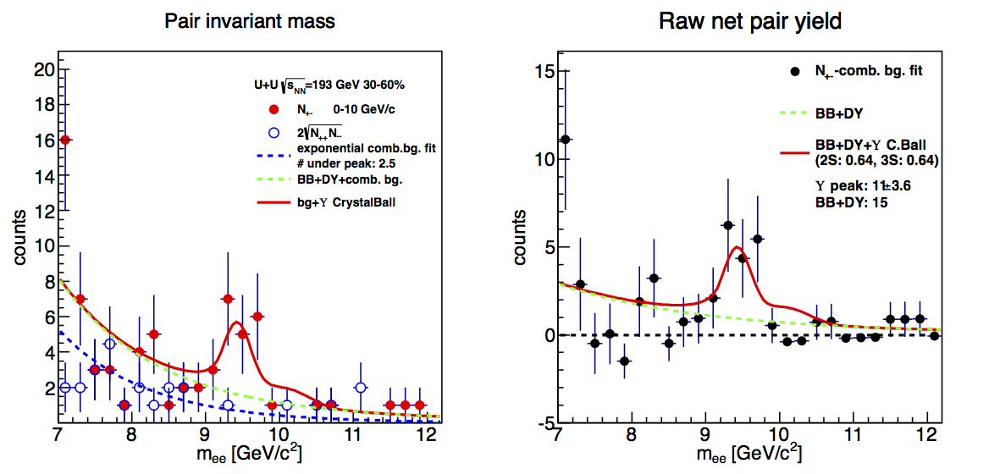 Pair invariant mass
counts
20
18
16
14
12
10
8
6
4
2
U+U √s_NN=193 GeV 30-60%
N+- 0-10 GeV/c
2√N++N--
exponential comb.bg. fit
# under peak: 2.5
BB+DY+comb. bg.
bg+ϒ CrystalBall
7 8 9 10 11 12
m_ee [GeV/c²]
Raw net pair yield
counts
15
10
5
0
-5
N+--comb. bg. fit
BB+DY
BB+DY+ϒ C.Ball
(2S: 0.64, 3S: 0.64)
ϒ peak: 11±3.6
BB+DY: 15
7 8 9 10 11 12
m_ee [GeV/c²]